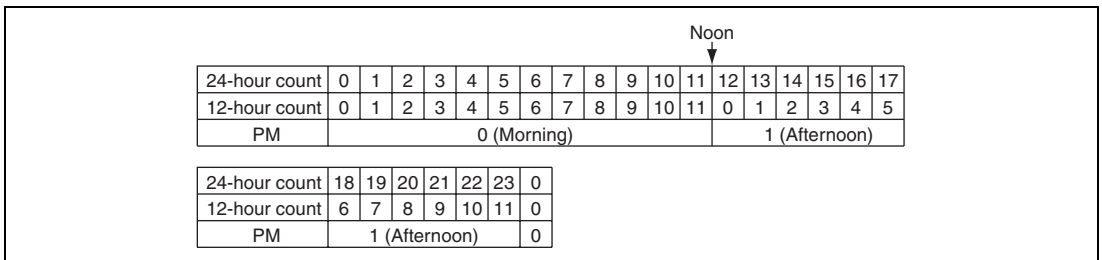 Noon
24-hour count 0 1 2 3 4 5 6 7 8 9 10 11 12 13 14 15 16 17
12-hour count 0 1 2 3 4 5 6 7 8 9 10 11 0 1 2 3 4 5
PM 0 (Morning) 1 (Afternoon)
24-hour count 18 19 20 21 22 23 0
12-hour count 6 7 8 9 10 11 0
PM 1 (Afternoon) 0